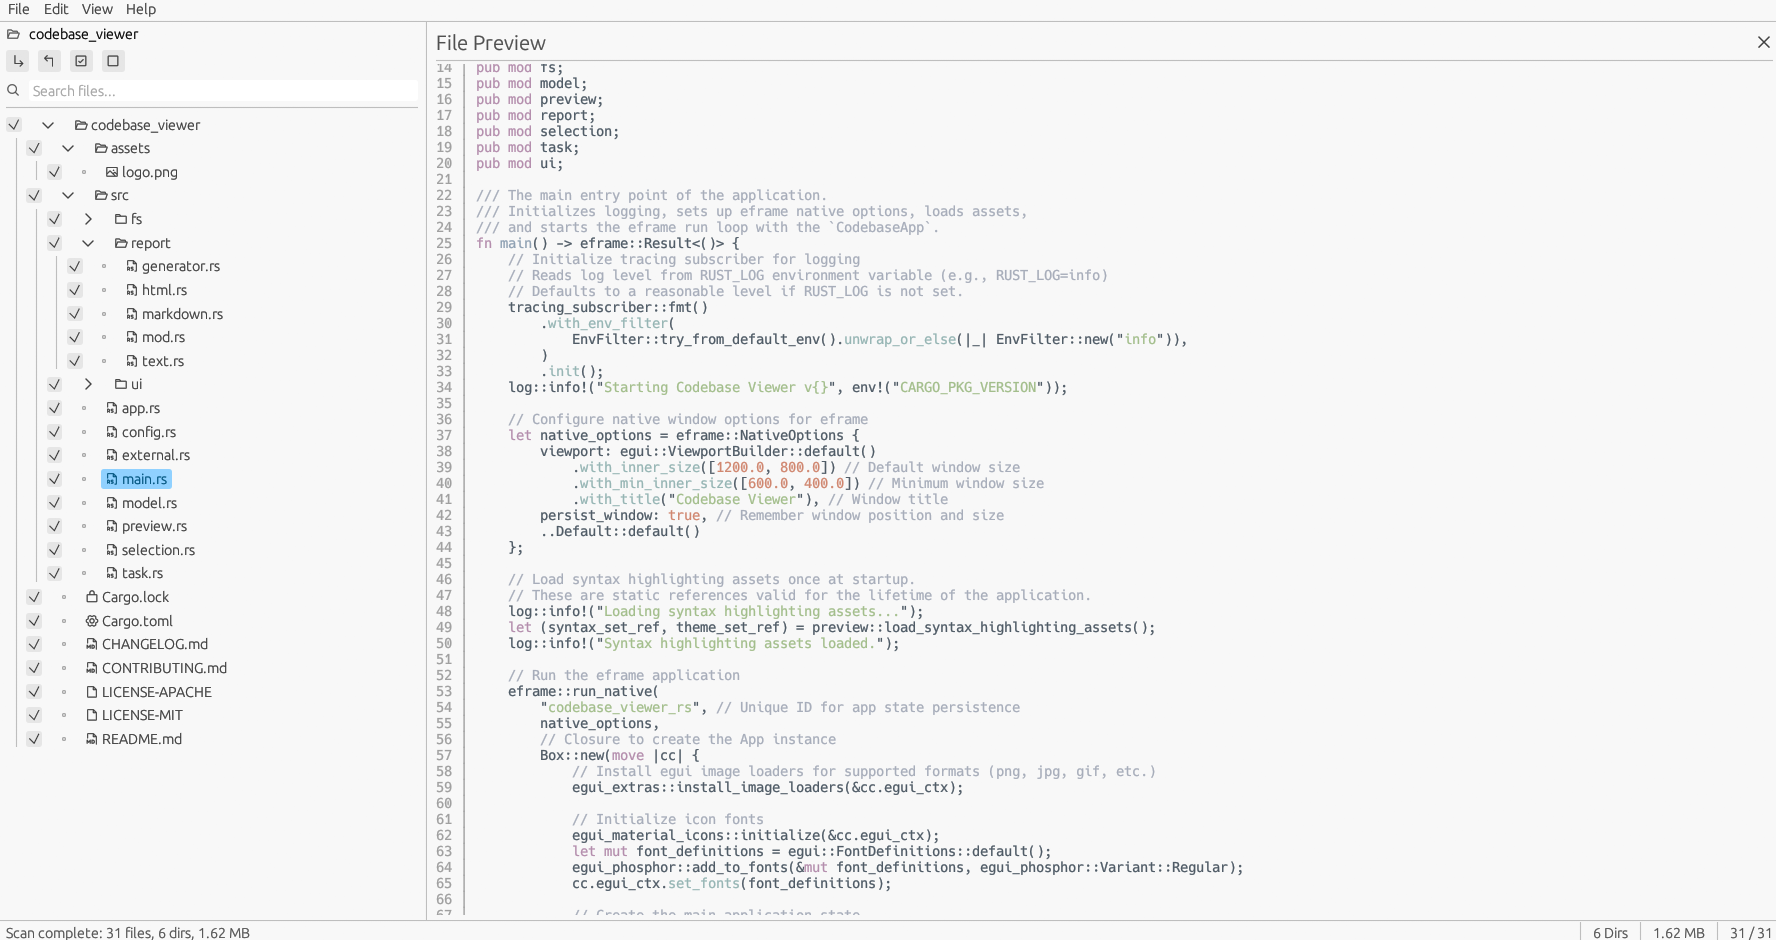 File Edit View Help
codebase_viewer
Search files...
codebase_viewer
assets
logo.png
src
fs
report
generator.rs
html.rs
markdown.rs
mod.rs
text.rs
ui
app.rs
config.rs
external.rs
main.rs
model.rs
preview.rs
selection.rs
task.rs
Cargo.lock
Cargo.toml
CHANGELOG.md
CONTRIBUTING.md
LICENSE-APACHE
LICENSE-MIT
README.md
File Preview
14 pub mod fs;
15 pub mod model;
16 pub mod preview;
17 pub mod report;
18 pub mod selection;
19 pub mod task;
20 pub mod ui;
21
22 /// The main entry point of the application.
23 /// Initializes logging, sets up eframe native options, loads assets,
24 /// and starts the eframe run loop with the `CodebaseApp`.
25 fn main() -> eframe::Result<()> {
26     // Initialize tracing subscriber for logging
27     // Reads log level from RUST_LOG environment variable (e.g., RUST_LOG=info)
28     // Defaults to a reasonable level if RUST_LOG is not set.
29     tracing_subscriber::fmt()
30         .with_env_filter(
31             EnvFilter::try_from_default_env().unwrap_or_else(|_| EnvFilter::new("info")),
32         )
33         .init();
34     log::info!("Starting Codebase Viewer v{}", env!("CARGO_PKG_VERSION"));
35
36     // Configure native window options for eframe
37     let native_options = eframe::NativeOptions {
38         viewport: egui::ViewportBuilder::default()
39             .with_inner_size([1200.0, 800.0]) // Default window size
40             .with_min_inner_size([600.0, 400.0]) // Minimum window size
41             .with_title("Codebase Viewer"), // Window title
42         persist_window: true, // Remember window position and size
43         ..Default::default()
44     };
45
46     // Load syntax highlighting assets once at startup.
47     // These are static references valid for the lifetime of the application.
48     log::info!("Loading syntax highlighting assets...");
49     let (syntax_set_ref, theme_set_ref) = preview::load_syntax_highlighting_assets();
50     log::info!("Syntax highlighting assets loaded.");
51
52     // Run the eframe application
53     eframe::run_native(
54         "codebase_viewer_rs", // Unique ID for app state persistence
55         native_options,
56         // Closure to create the App instance
57         Box::new(move |cc| {
58             // Install egui image loaders for supported formats (png, jpg, gif, etc.)
59             egui_extras::install_image_loaders(&cc.egui_ctx);
60
61             // Initialize icon fonts
62             egui_material_icons::initialize(&cc.egui_ctx);
63             let mut font_definitions = egui::FontDefinitions::default();
64             egui_phosphor::add_to_fonts(&mut font_definitions, egui_phosphor::Variant::Regular);
65             cc.egui_ctx.set_fonts(font_definitions);
66
67             // Create the main application state
Scan complete: 31 files, 6 dirs, 1.62 MB
6 Dirs 1.62 MB 31 / 31